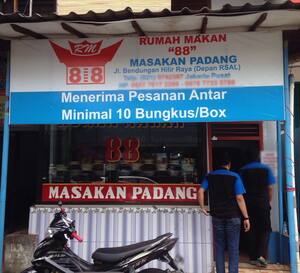 RUMAH MAKAN
RM
"88"
88
MASAKAN PADANG
Jl. Bendungan Hilir Raya (Depan RSAL)
Jakarta Pusat
Menerima Pesanan Antar
Minimal 10 Bungkus/Box
88
MASAKAN PADANG